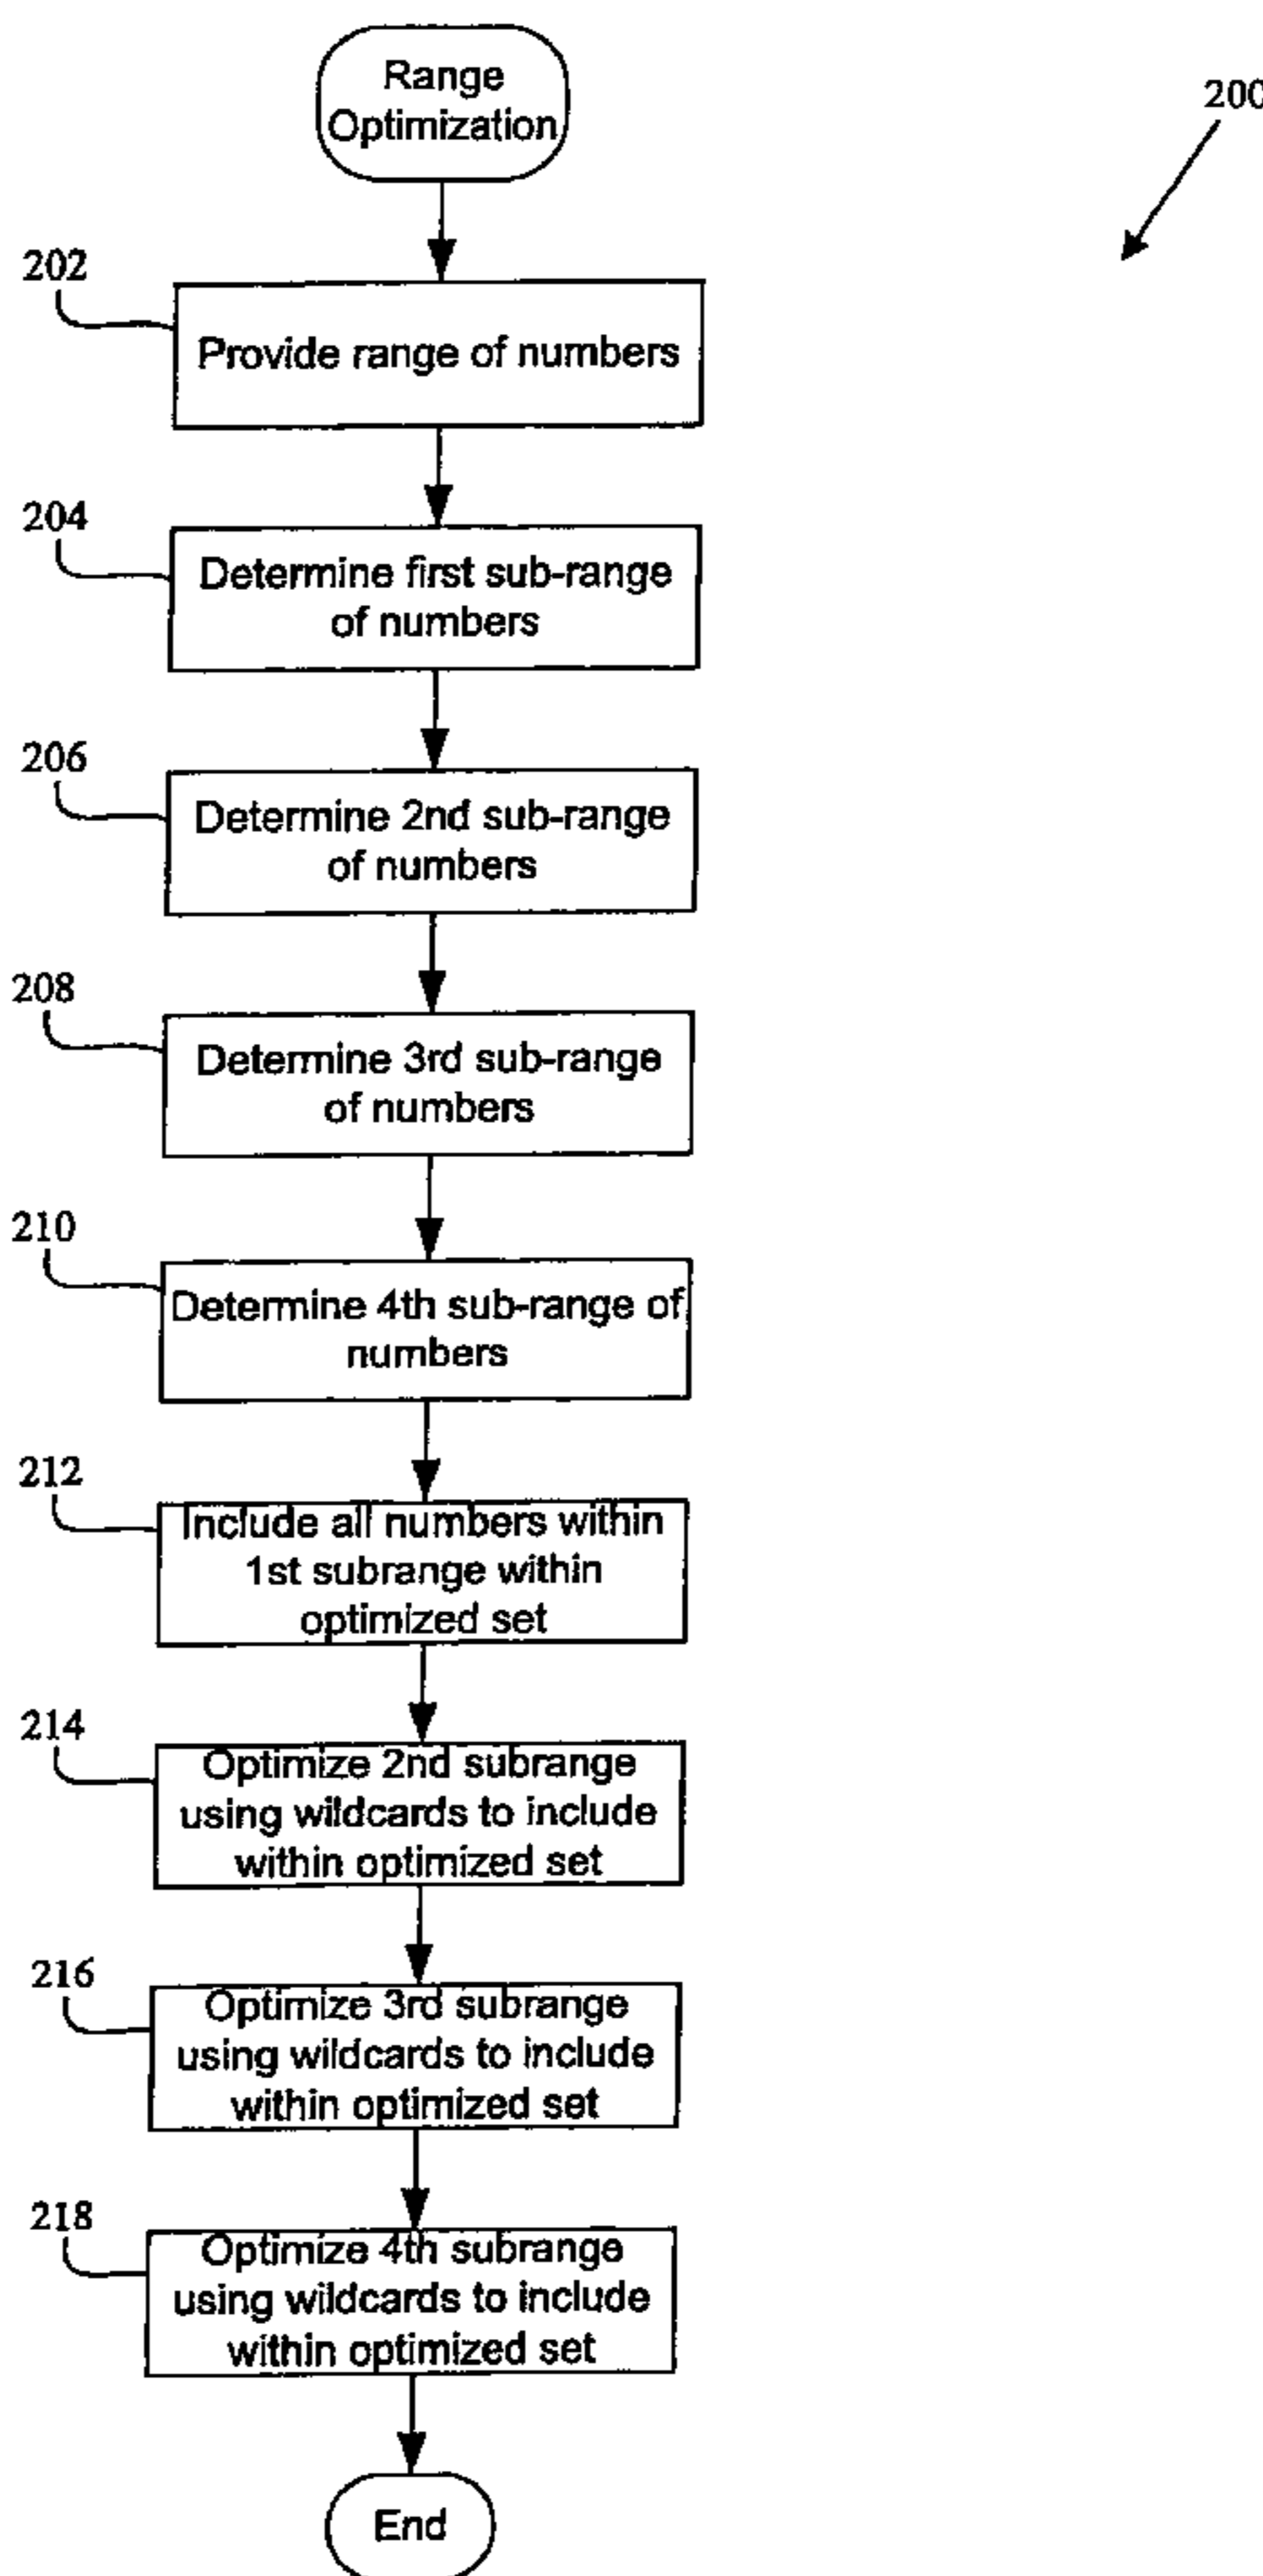 Range
Optimization
200
202
Provide range of numbers
204
Determine first sub-range
of numbers
206
Determine 2nd sub-range
of numbers
208
Determine 3rd sub-range
of numbers
210
Determine 4th sub-range of
numbers
212
Include all numbers within
1st subrange within
optimized set
214
Optimize 2nd subrange
using wildcards to include
within optimized set
216
Optimize 3rd subrange
using wildcards to include
within optimized set
218
Optimize 4th subrange
using wildcards to include
within optimized set
End